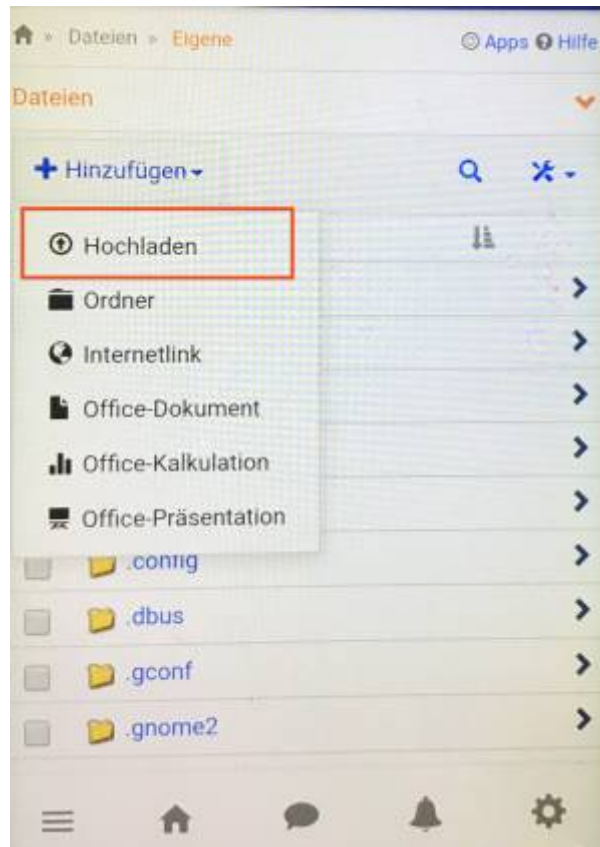 » Dateien » Eigene Apps Hilfe
Dateien
Hinzufügen
Hochladen
Ordner
Internetlink
Office-Dokument
Office-Kalkulation
Office-Präsentation
.config
.dbus
.gconf
.gnome2